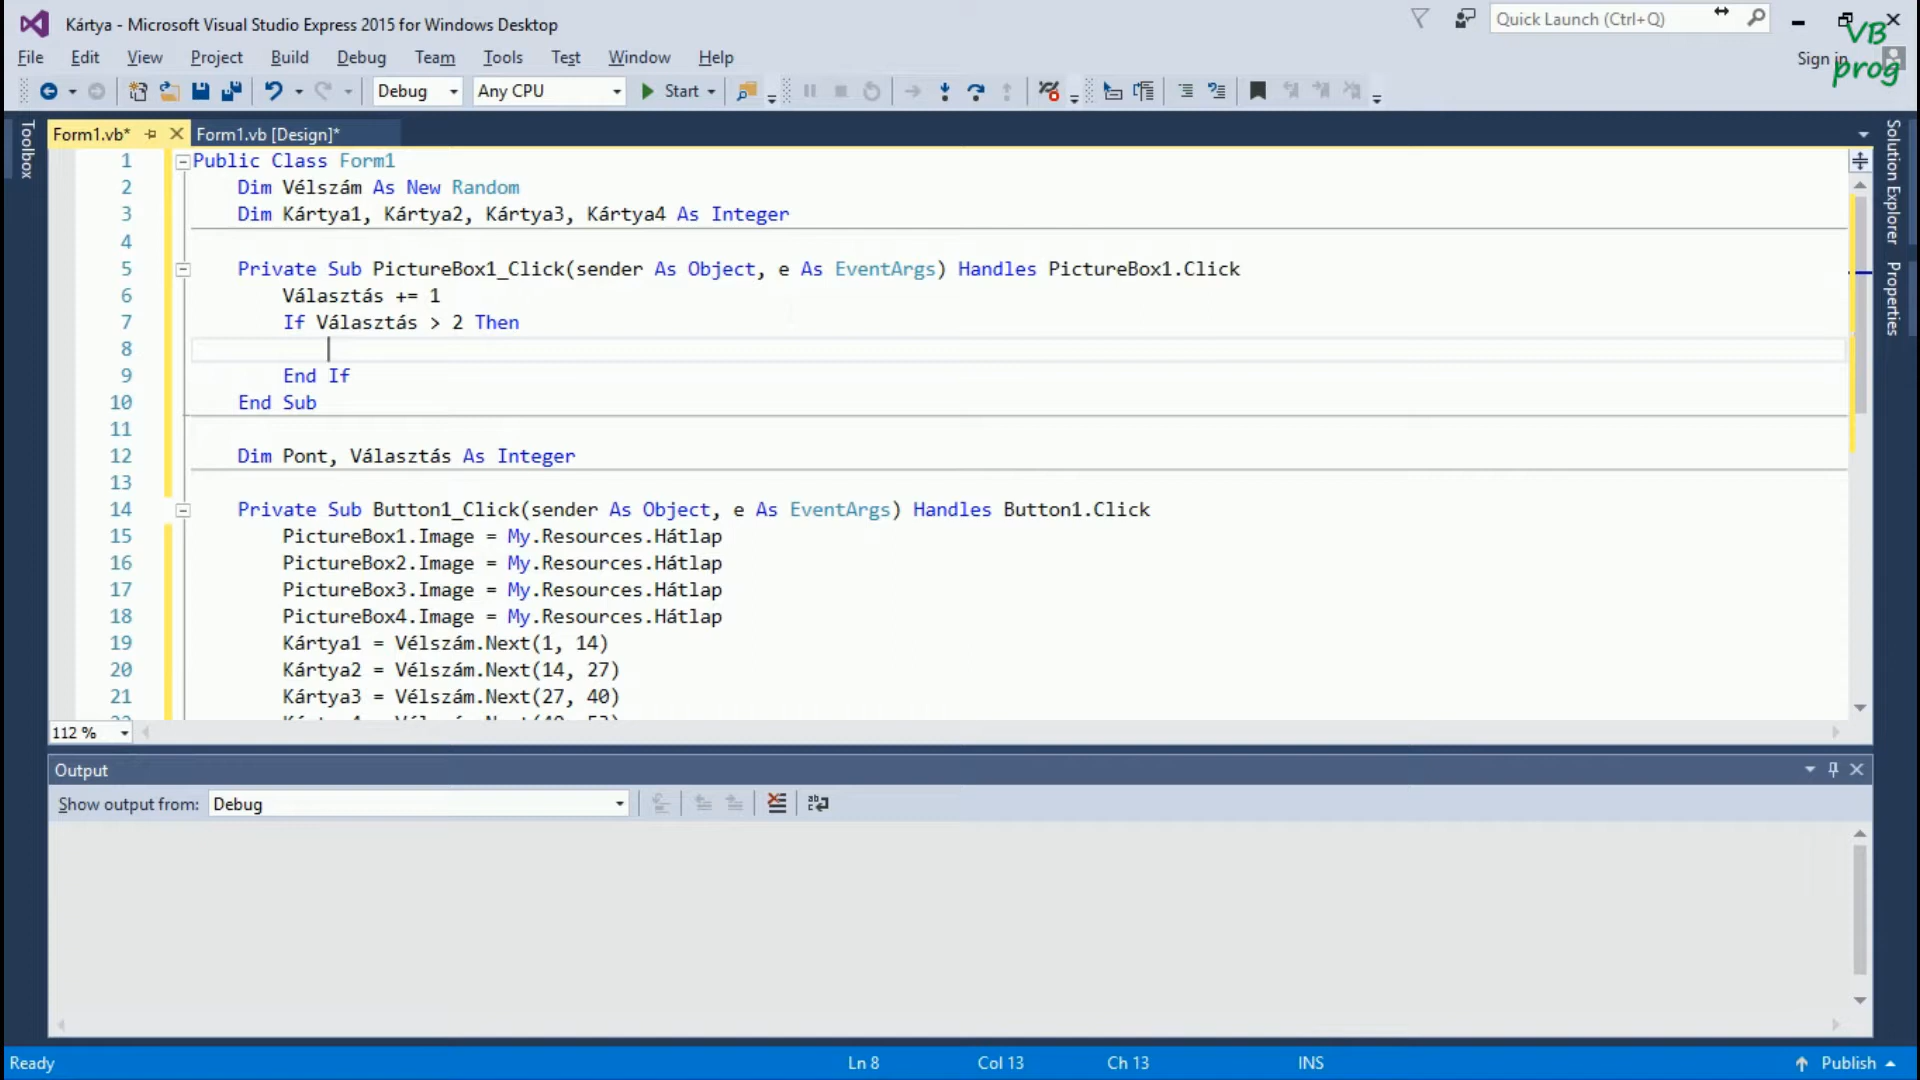 Kártya - Microsoft Visual Studio Express 2015 for Windows Desktop
Quick Launch (Ctrl+Q)
VB
prog
File Edit View Project Build Debug Team Tools Test Window Help
Sign in
Debug Any CPU Start
Toolbox
Form1.vb* Form1.vb [Design]*
Solution Explorer
Properties
1 Public Class Form1
2 Dim Vélszám As New Random
3 Dim Kártya1, Kártya2, Kártya3, Kártya4 As Integer
4
5 Private Sub PictureBox1_Click(sender As Object, e As EventArgs) Handles PictureBox1.Click
6 Választás += 1
7 If Választás > 2 Then
8
9 End If
10 End Sub
11
12 Dim Pont, Választás As Integer
13
14 Private Sub Button1_Click(sender As Object, e As EventArgs) Handles Button1.Click
15 PictureBox1.Image = My.Resources.Hátlap
16 PictureBox2.Image = My.Resources.Hátlap
17 PictureBox3.Image = My.Resources.Hátlap
18 PictureBox4.Image = My.Resources.Hátlap
19 Kártya1 = Vélszám.Next(1, 14)
20 Kártya2 = Vélszám.Next(14, 27)
21 Kártya3 = Vélszám.Next(27, 40)
112 %
Output
Show output from: Debug
Ready Ln 8 Col 13 Ch 13 INS Publish